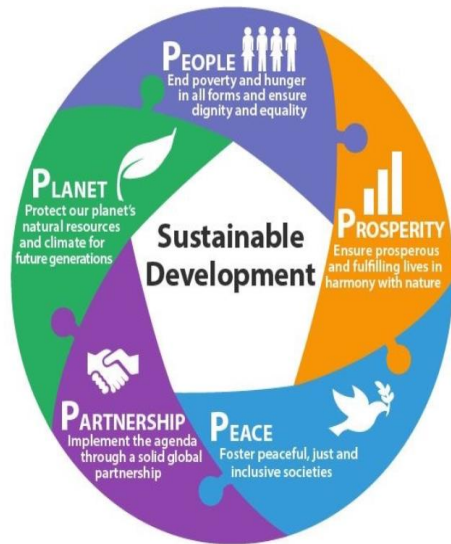 PEOPLE
End poverty and hunger
in all forms and ensure
dignity and equality
PROSPERITY
Ensure prosperous
and fulfilling lives in
harmony with nature
PEACE
Foster peaceful, just and
inclusive societies
PARTNERSHIP
Implement the agenda
through a solid global
partnership
PLANET
Protect our planet's
natural resources
and climate for
future generations
Sustainable
Development